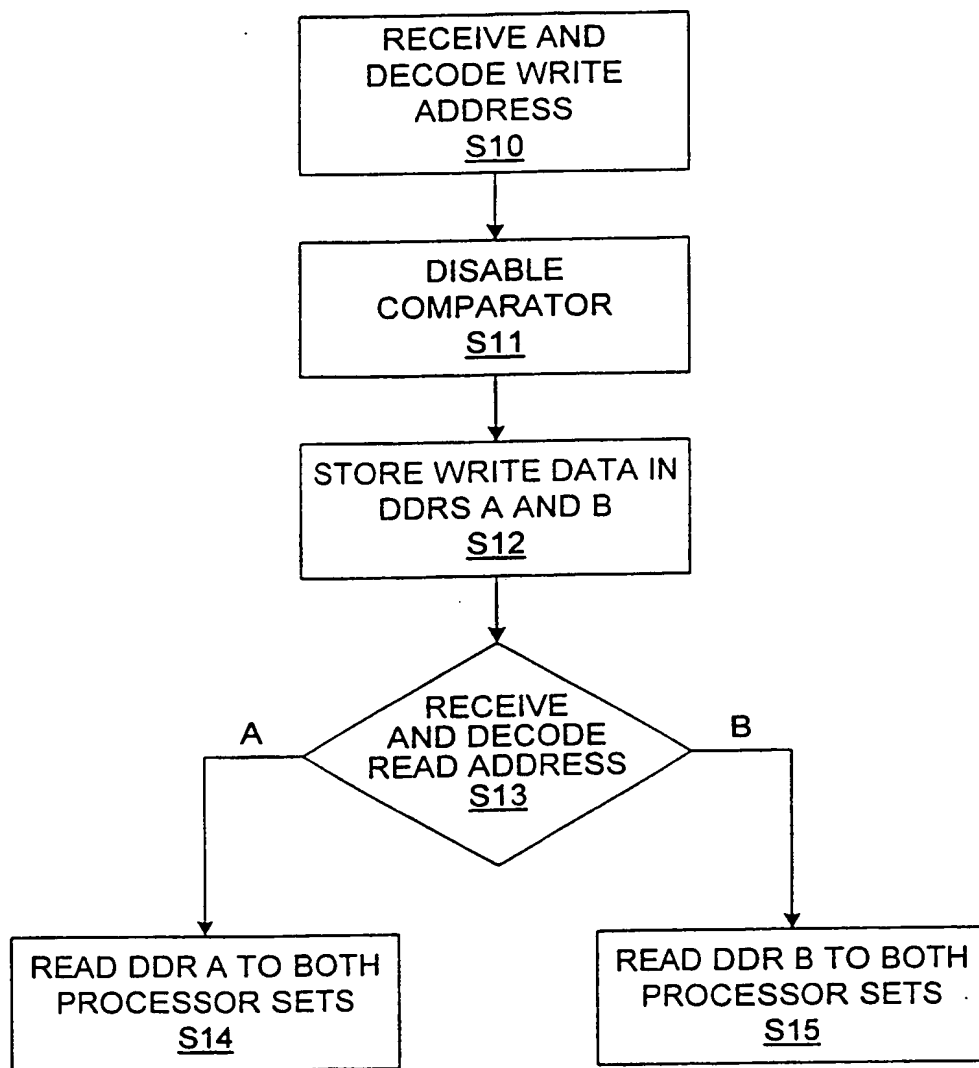 RECEIVE AND
DECODE WRITE
ADDRESS
S10
DISABLE
COMPARATOR
S11
STORE WRITE DATA IN
DDRS A AND B
S12
RECEIVE
AND DECODE
READ ADDRESS
S13
A
B
READ DDR A TO BOTH
PROCESSOR SETS
S14
READ DDR B TO BOTH
PROCESSOR SETS
S15